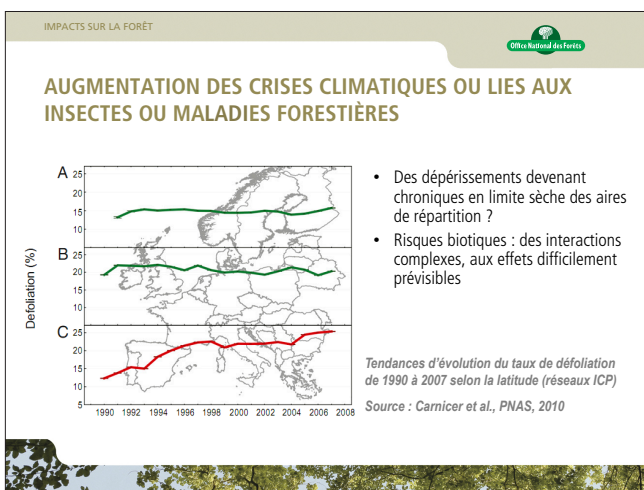 IMPACTS SUR LA FORÊT
Office National des Forêts
AUGMENTATION DES CRISES CLIMATIQUES OU LIES AUX
INSECTES OU MALADIES FORESTIÈRES
A
25
20
15
10
B
25
20
15
10
C
25
20
15
10
5
Defoliation (%)
1990 1992 1994 1996 1998 2000 2002 2004 2006 2008
• Des dépérissements devenant
chroniques en limite sèche des aires
de répartition ?
• Risques biotiques : des interactions
complexes, aux effets difficilement
prévisibles
Tendances d'évolution du taux de défoliation
de 1990 à 2007 selon la latitude (réseaux ICP)
Source : Carnicer et al., PNAS, 2010